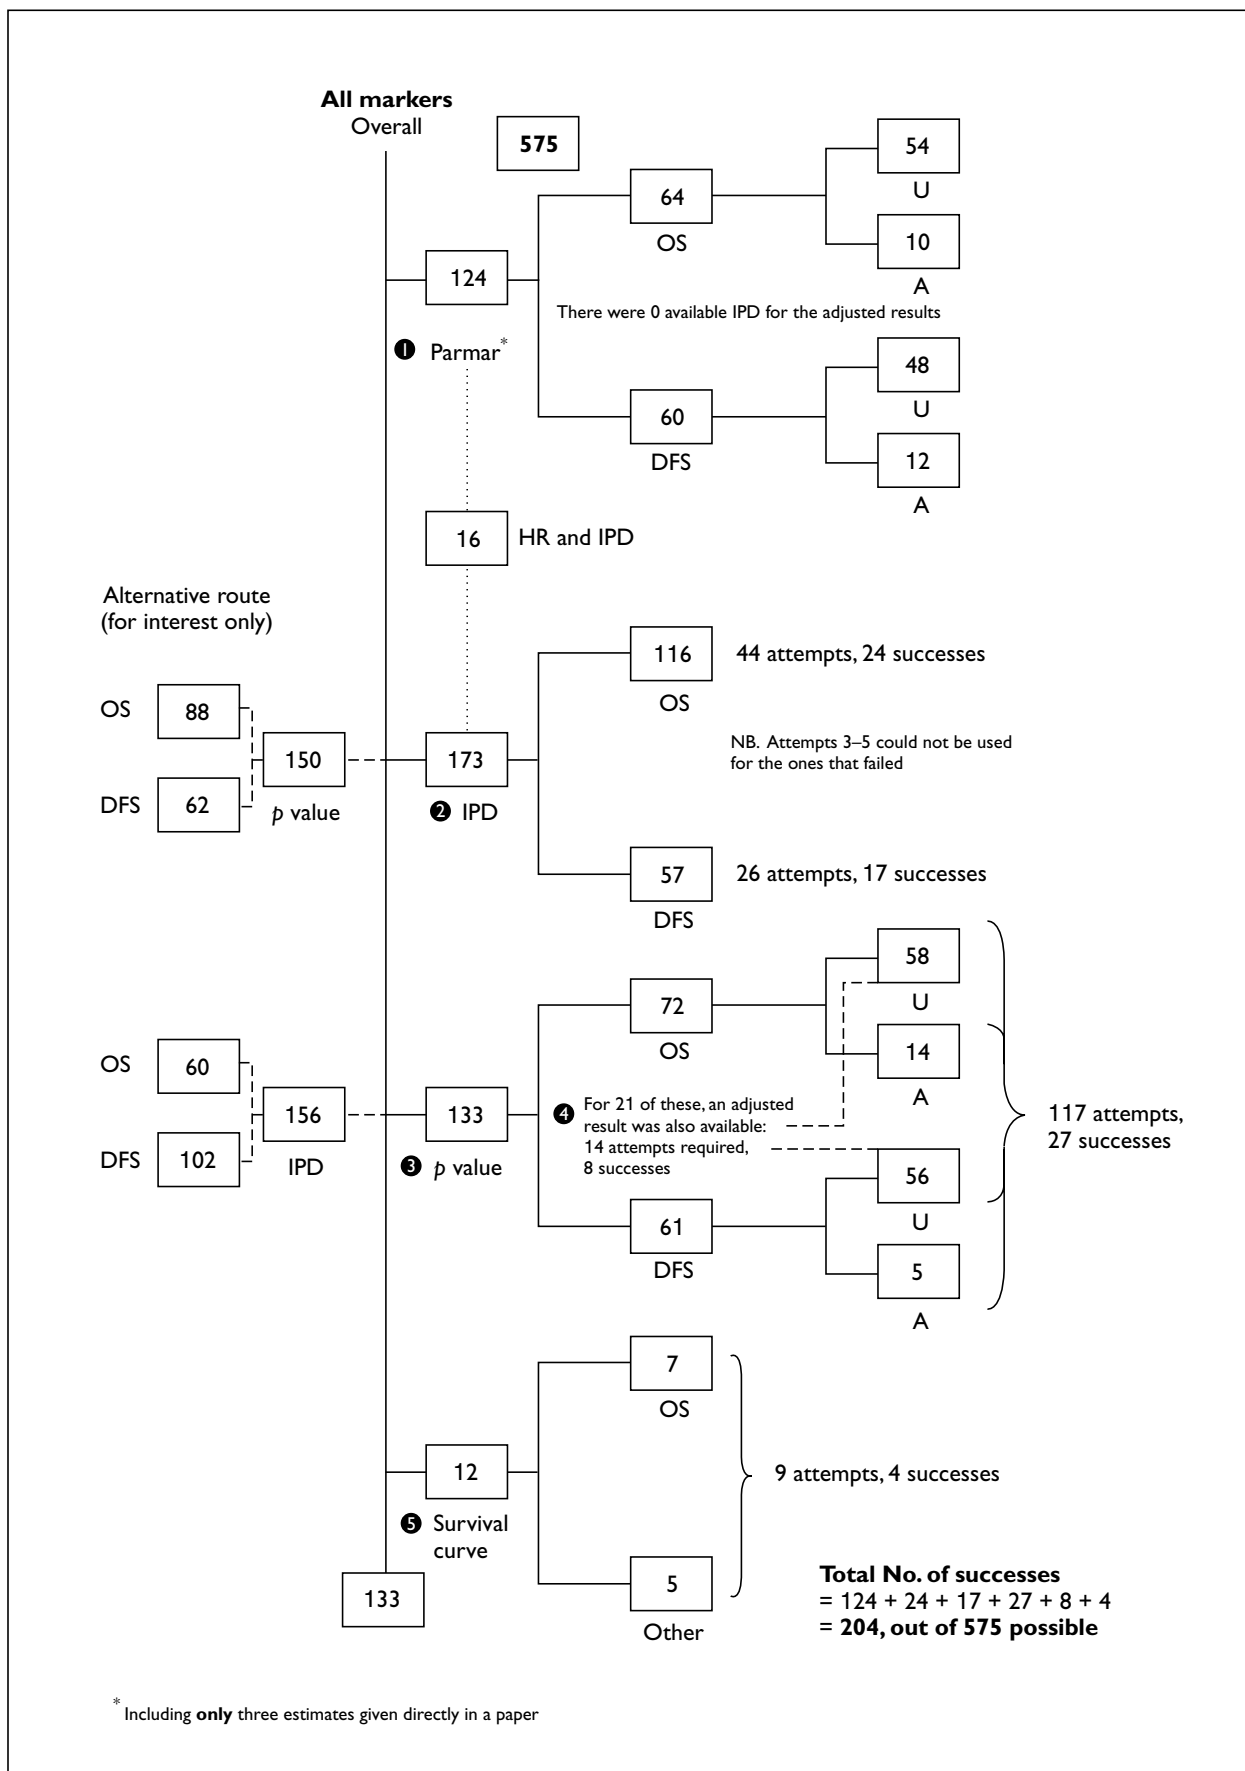 All markers
Overall
575
54
U
64
OS
10
A
124
There were 0 available IPD for the adjusted results
❶ Parmar*
48
U
60
DFS
12
A
16
HR and IPD
Alternative route
(for interest only)
116
OS
44 attempts, 24 successes
OS
88
NB. Attempts 3–5 could not be used
for the ones that failed
150
p value
173
❷ IPD
DFS
62
57
DFS
26 attempts, 17 successes
58
U
72
OS
14
A
OS
60
❹ For 21 of these, an adjusted
result was also available:
14 attempts required,
8 successes
156
IPD
133
❸ p value
117 attempts,
27 successes
DFS
102
56
U
61
DFS
5
A
7
OS
12
9 attempts, 4 successes
❺ Survival
curve
5
Other
133
Total No. of successes
= 124 + 24 + 17 + 27 + 8 + 4
= 204, out of 575 possible
* Including only three estimates given directly in a paper